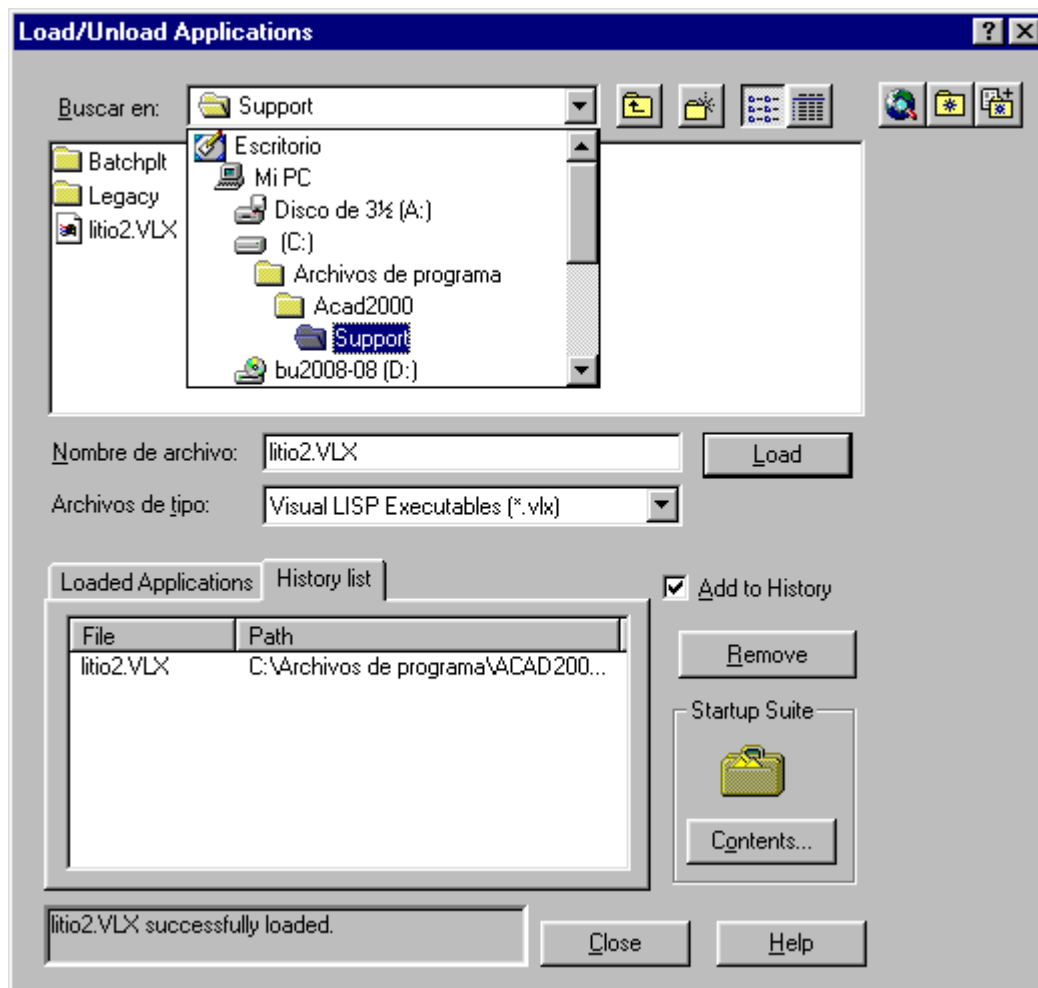 Load/Unload Applications
Buscar en:
Support
Batchplt
Legacy
litio2.VLX
Escritorio
Mi PC
Disco de 3½ (A:)
(C:)
Archivos de programa
Acad2000
Support
bu2008-08 (D:)
Nombre de archivo:
litio2.VLX
Load
Archivos de tipo:
Visual LISP Executables (*.vlx)
Loaded Applications
History list
Add to History
File
Path
litio2.VLX
C:\Archivos de programa\ACAD200...
Remove
Startup Suite
Contents...
litio2.VLX successfully loaded.
Close
Help